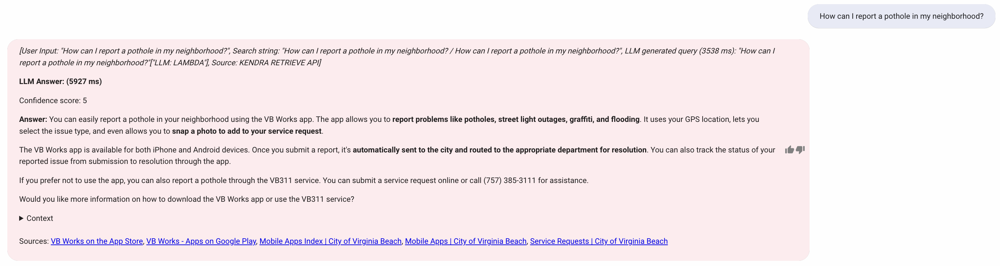 How can I report a pothole in my neighborhood?
[User Input: "How can I report a pothole in my neighborhood?", Search string: "How can I report a pothole in my neighborhood? / How can I report a pothole in my neighborhood?", LLM generated query (3538 ms): "How can I
report a pothole in my neighborhood?"["LLM: LAMBDA"], Source: KENDRA RETRIEVE API]
LLM Answer: (5927 ms)
Confidence score: 5
Answer: You can easily report a pothole in your neighborhood using the VB Works app. The app allows you to report problems like potholes, street light outages, graffiti, and flooding. It uses your GPS location, lets you
select the issue type, and even allows you to snap a photo to add to your service request.
The VB Works app is available for both iPhone and Android devices. Once you submit a report, it's automatically sent to the city and routed to the appropriate department for resolution. You can also track the status of your
reported issue from submission to resolution through the app.
If you prefer not to use the app, you can also report a pothole through the VB311 service. You can submit a service request online or call (757) 385-3111 for assistance.
Would you like more information on how to download the VB Works app or use the VB311 service?
Context
Sources: VB Works on the App Store, VB Works - Apps on Google Play, Mobile Apps Index | City of Virginia Beach, Mobile Apps | City of Virginia Beach, Service Requests | City of Virginia Beach